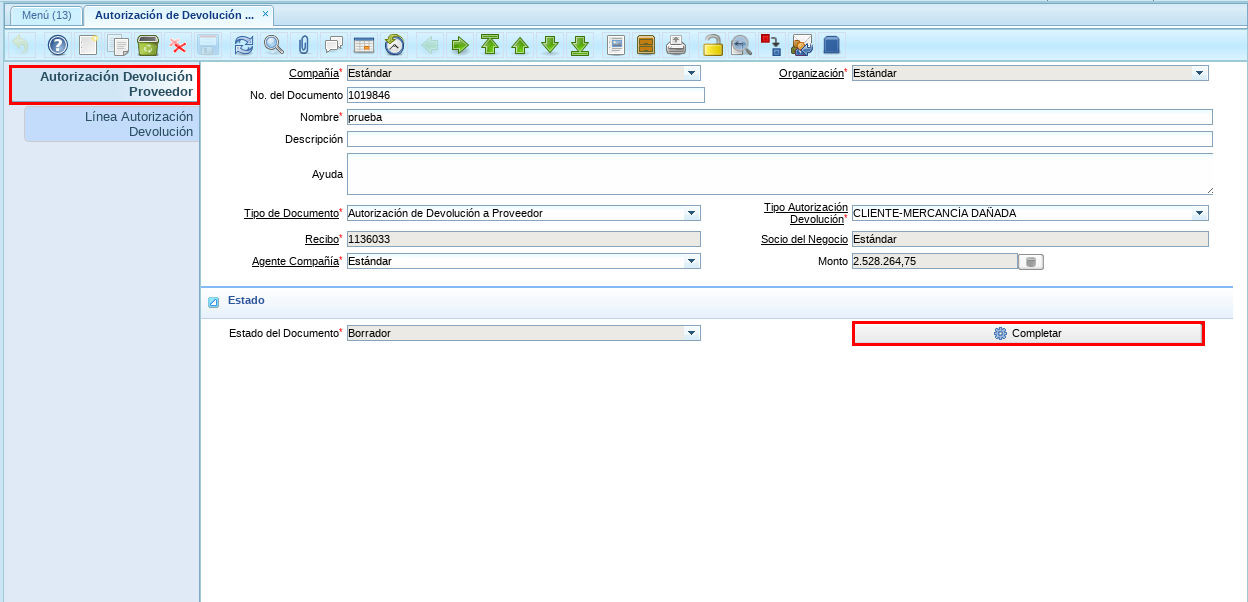 Menú (13)
Autorización de Devolución ... ×
Autorización Devolución
Proveedor
Línea Autorización
Devolución
Compañía* Estándar
Organización* Estándar
No. del Documento 1019846
Nombre* prueba
Descripción
Ayuda
Tipo de Documento* Autorización de Devolución a Proveedor
Tipo Autorización
Devolución* CLIENTE-MERCANCÍA DAÑADA
Recibo* 1136033
Socio del Negocio Estándar
Agente Compañía* Estándar
Monto 2.528.264,75
Estado
Estado del Documento* Borrador
Completar